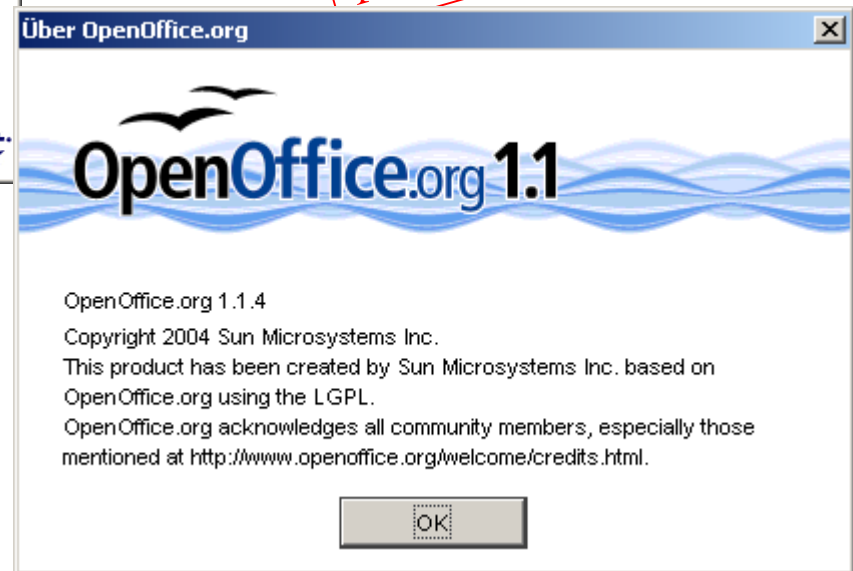 Über OpenOffice.org
OpenOffice.org 1.1
OpenOffice.org 1.1.4
Copyright 2004 Sun Microsystems Inc.
This product has been created by Sun Microsystems Inc. based on
OpenOffice.org using the LGPL.
OpenOffice.org acknowledges all community members, especially those
mentioned at http://www.openoffice.org/welcome/credits.html.
OK